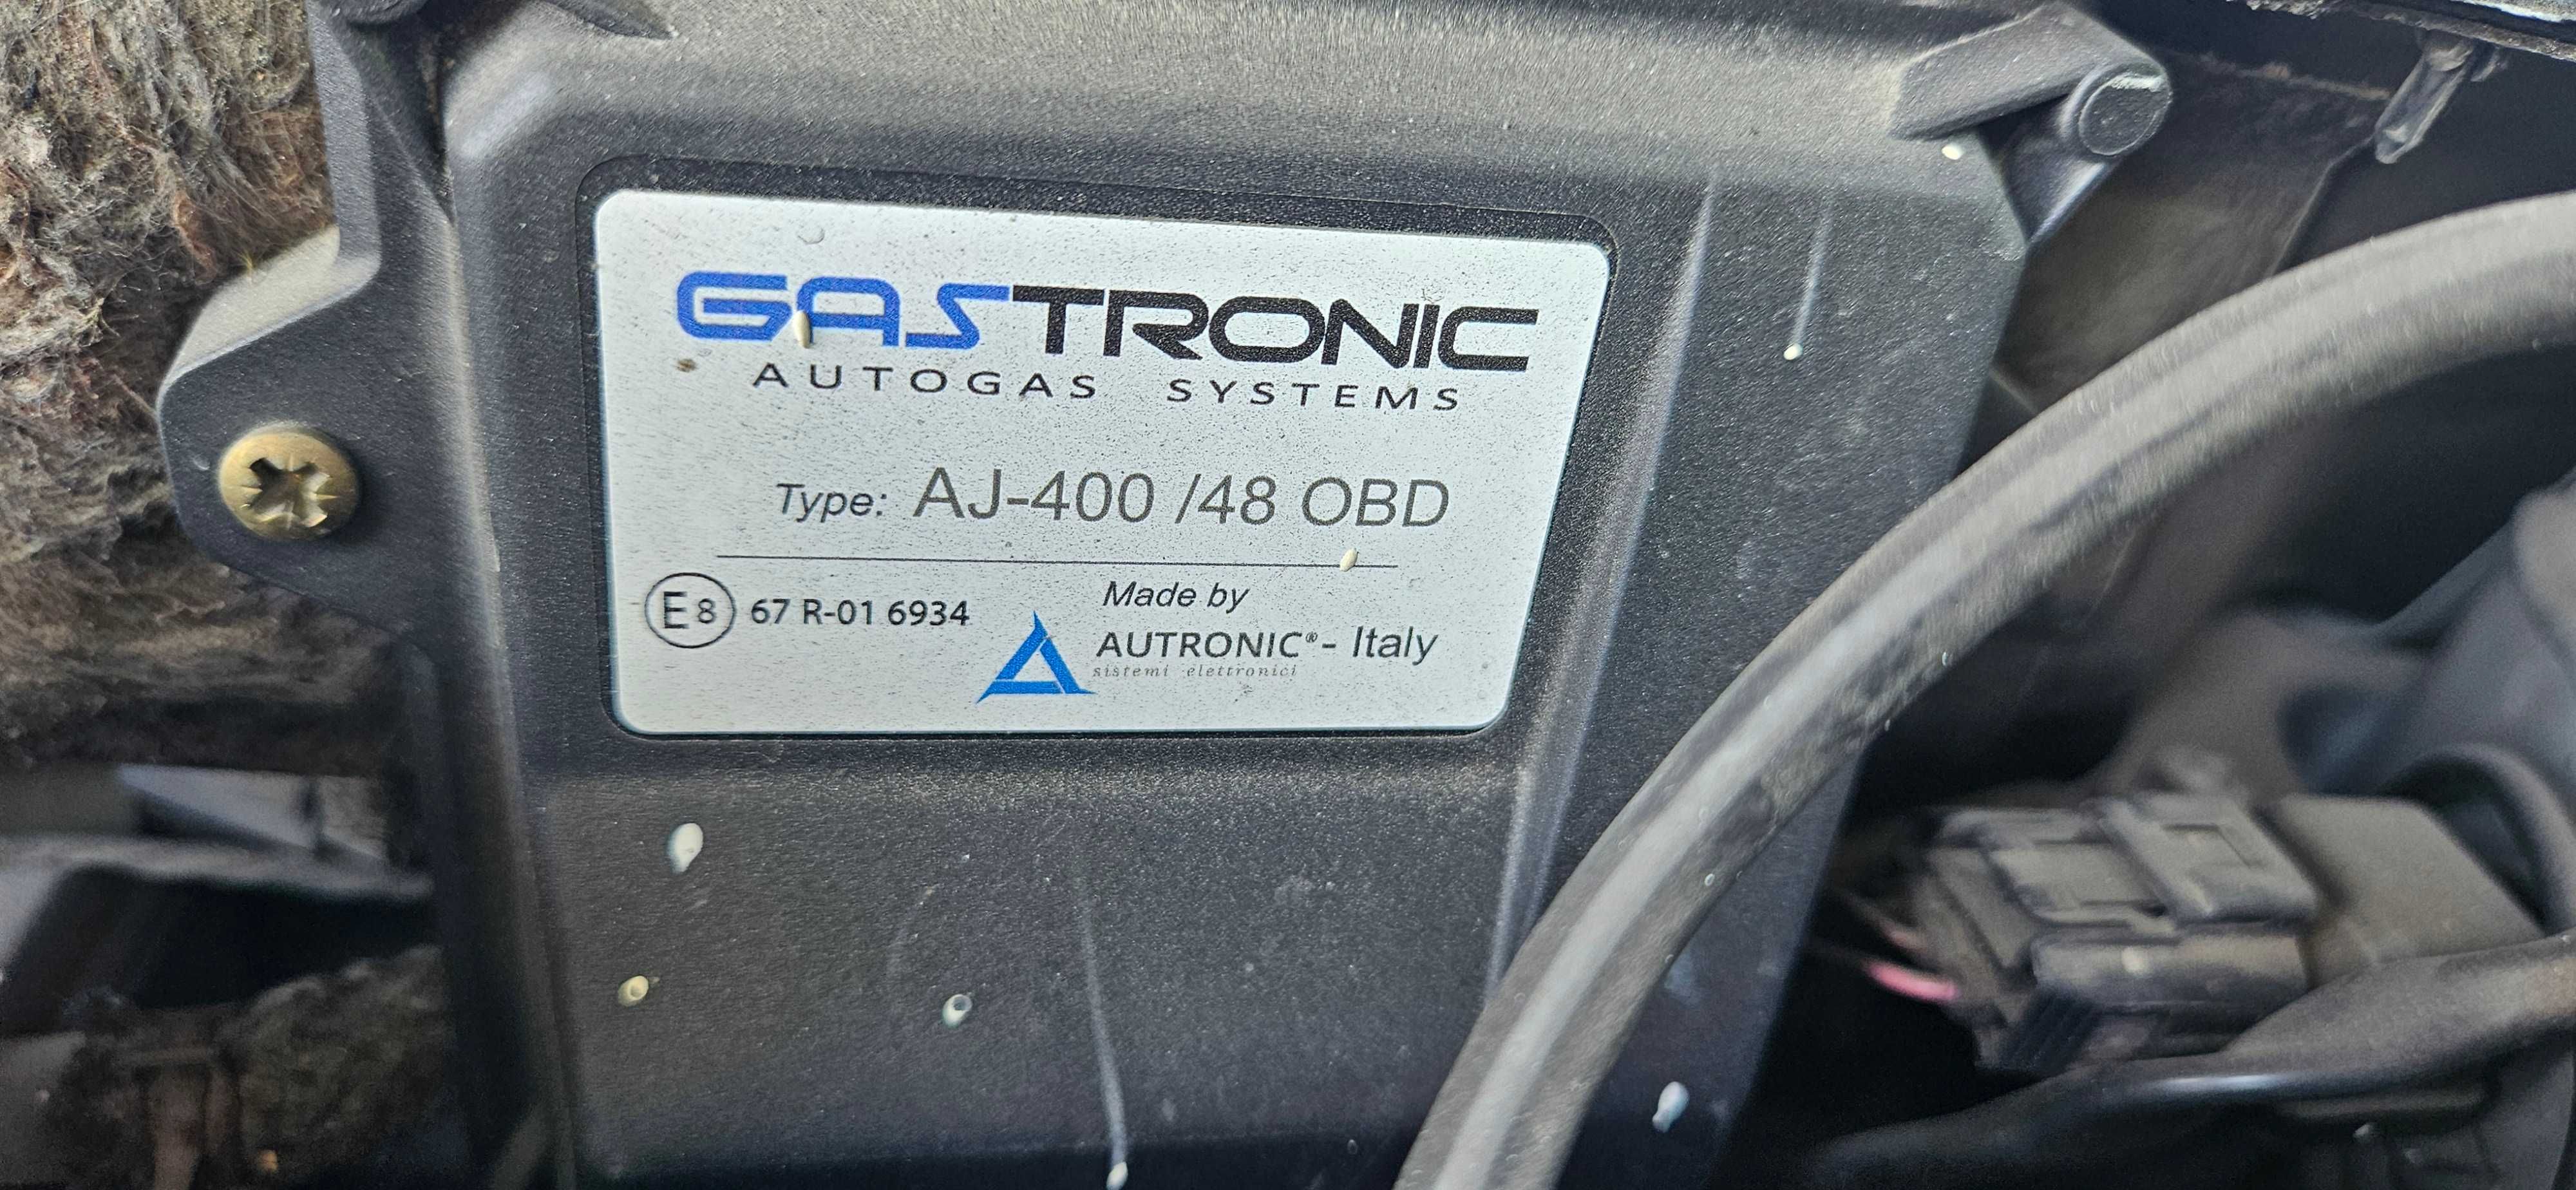 GASTRONIC
AUTOGAS SYSTEMS
Type: AJ-400 /48 OBD
E8 67 R-01 6934
Made by
AUTRONIC® - Italy
sistemi elettronici